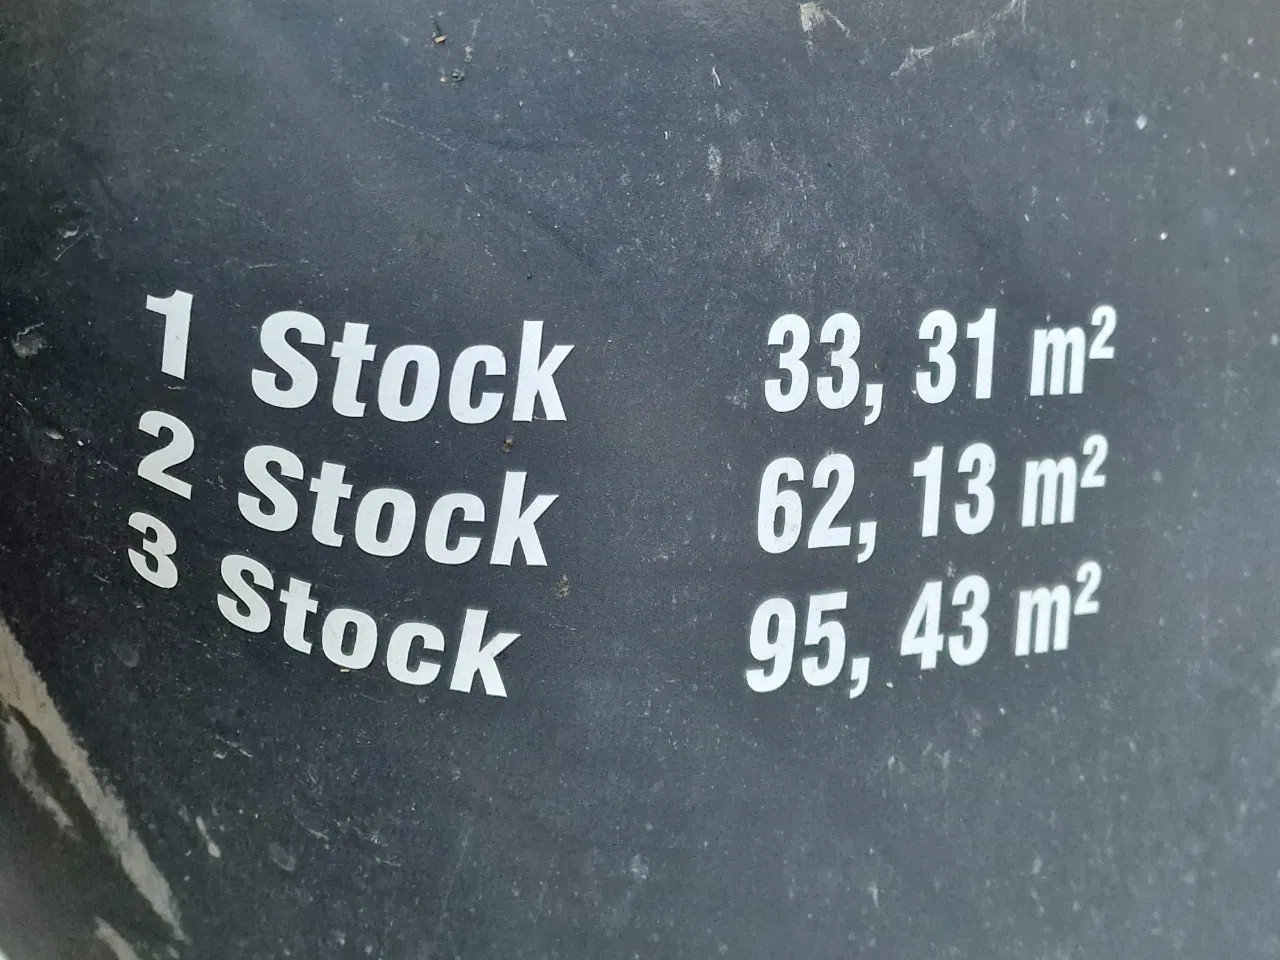 1 Stock 33, 31 m²
2 Stock 62, 13 m²
3 Stock 95, 43 m²